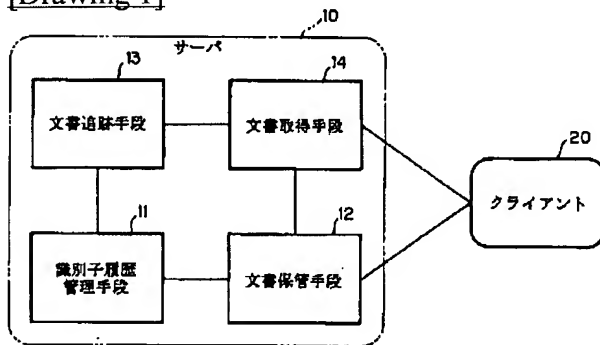 [Drawing 1]
10
サーバ
13
14
文書追跡手段
文書取得手段
20
クライアント
11
12
識別子履歴
管理手段
文書保管手段